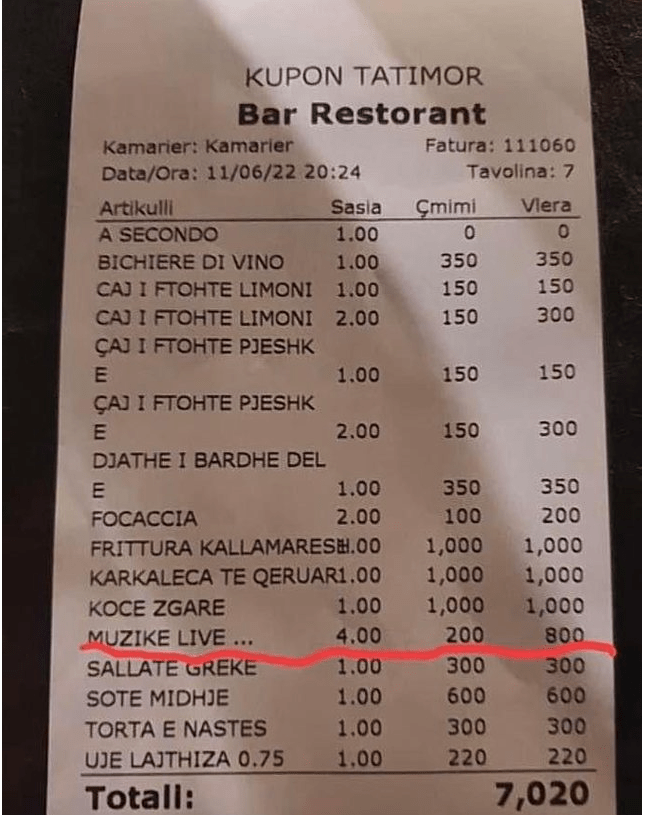 KUPON TATIMOR
Bar Restorant
Kamarier: Kamarier Fatura: 111060
Data/Ora: 11/06/22 20:24 Tavolina: 7
Artikulli Sasia Çmimi Vlera
A SECONDO 1.00 0 0
BICHIERE DI VINO 1.00 350 350
CAJ I FTOHTE LIMONI 1.00 150 150
CAJ I FTOHTE LIMONI 2.00 150 300
ÇAJ I FTOHTE PJESHK
E 1.00 150 150
ÇAJ I FTOHTE PJESHK
E 2.00 150 300
DJATHE I BARDHE DEL
E 1.00 350 350
FOCACCIA 2.00 100 200
FRITTURA KALLAMARESH1.00 1,000 1,000
KARKALECA TE QERUAR1.00 1,000 1,000
KOCE ZGARE 1.00 1,000 1,000
MUZIKE LIVE ... 4.00 200 800
SALLATE GREKE 1.00 300 300
SOTE MIDHJE 1.00 600 600
TORTA E NASTES 1.00 300 300
UJE LAJTHIZA 0.75 1.00 220 220
Totali: 7,020